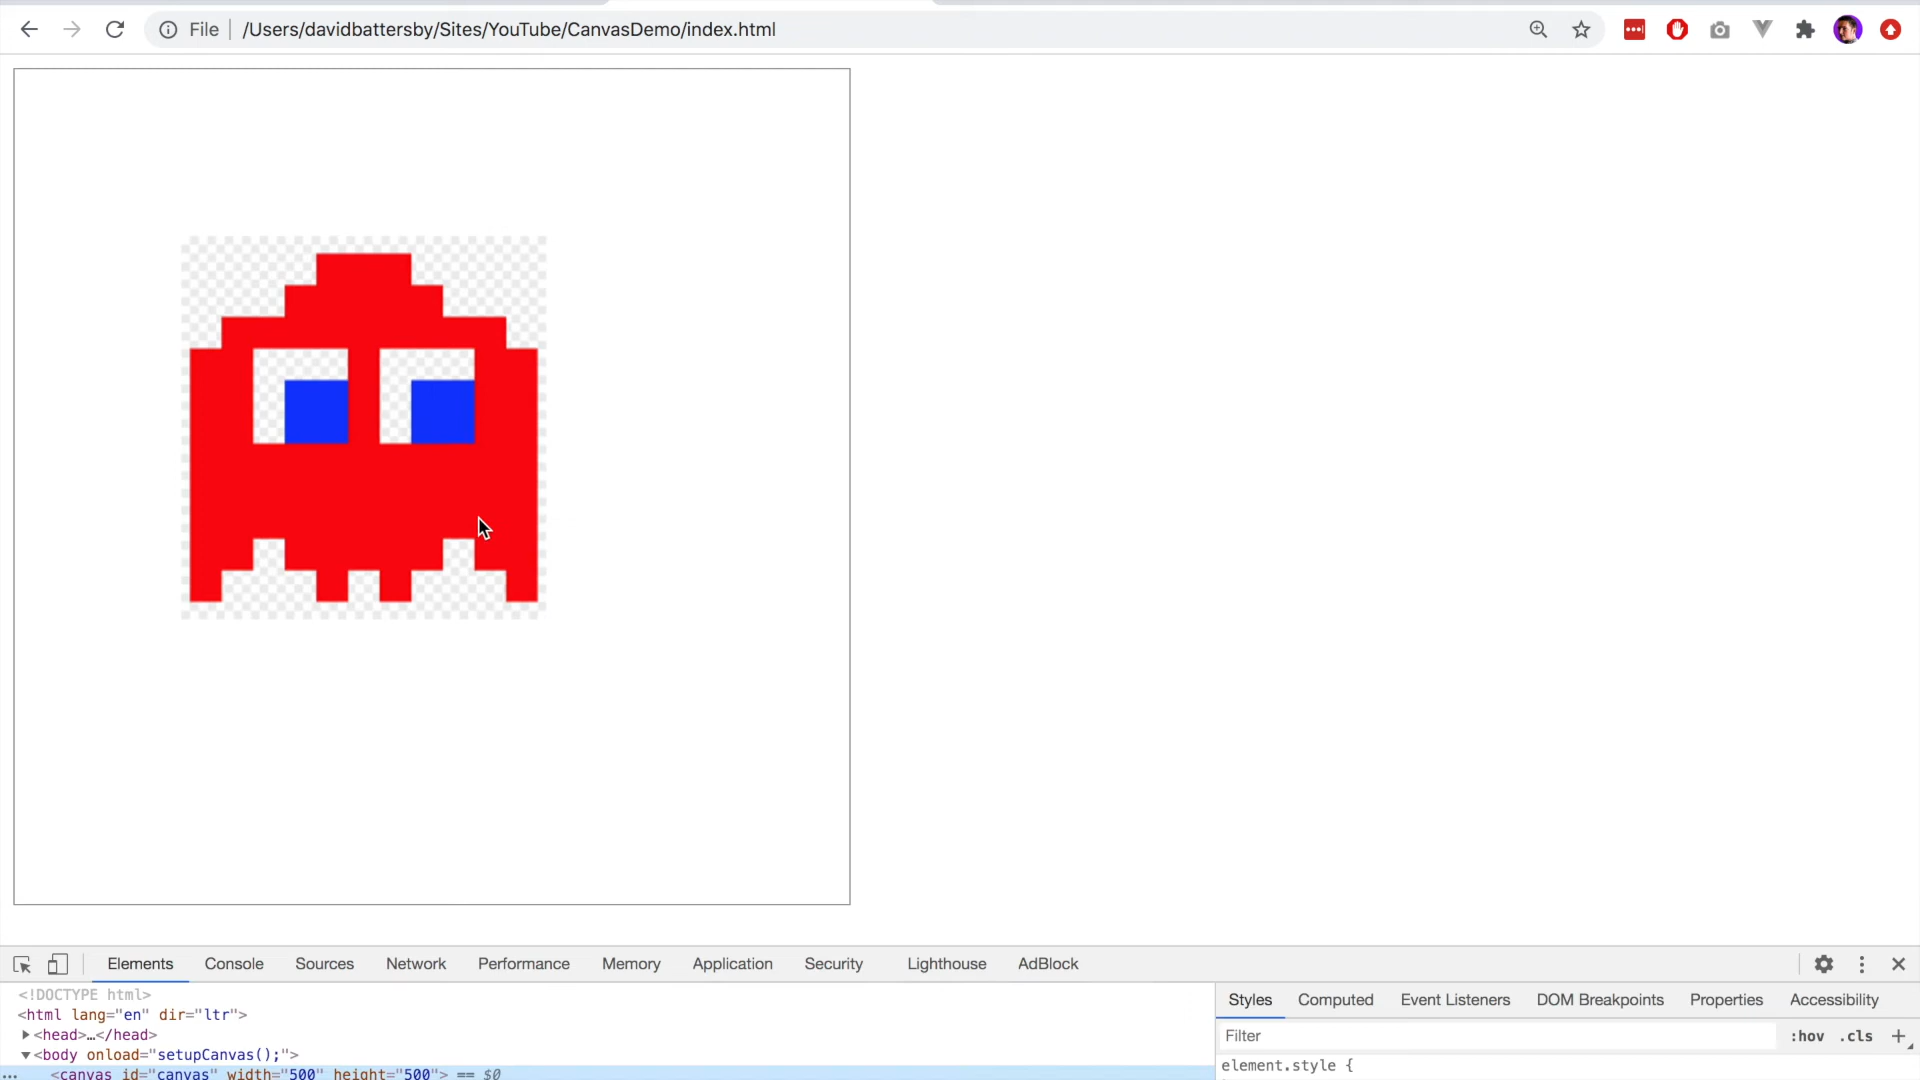 File /Users/davidbattersby/Sites/YouTube/CanvasDemo/index.html
Elements Console Sources Network Performance Memory Application Security Lighthouse AdBlock
<!DOCTYPE html>
<html lang="en" dir="ltr">
<head>…</head>
<body onload="setupCanvas();">
<canvas id="canvas" width="500" height="500"> == $0
Styles Computed Event Listeners DOM Breakpoints Properties Accessibility
Filter :hov .cls
element.style {